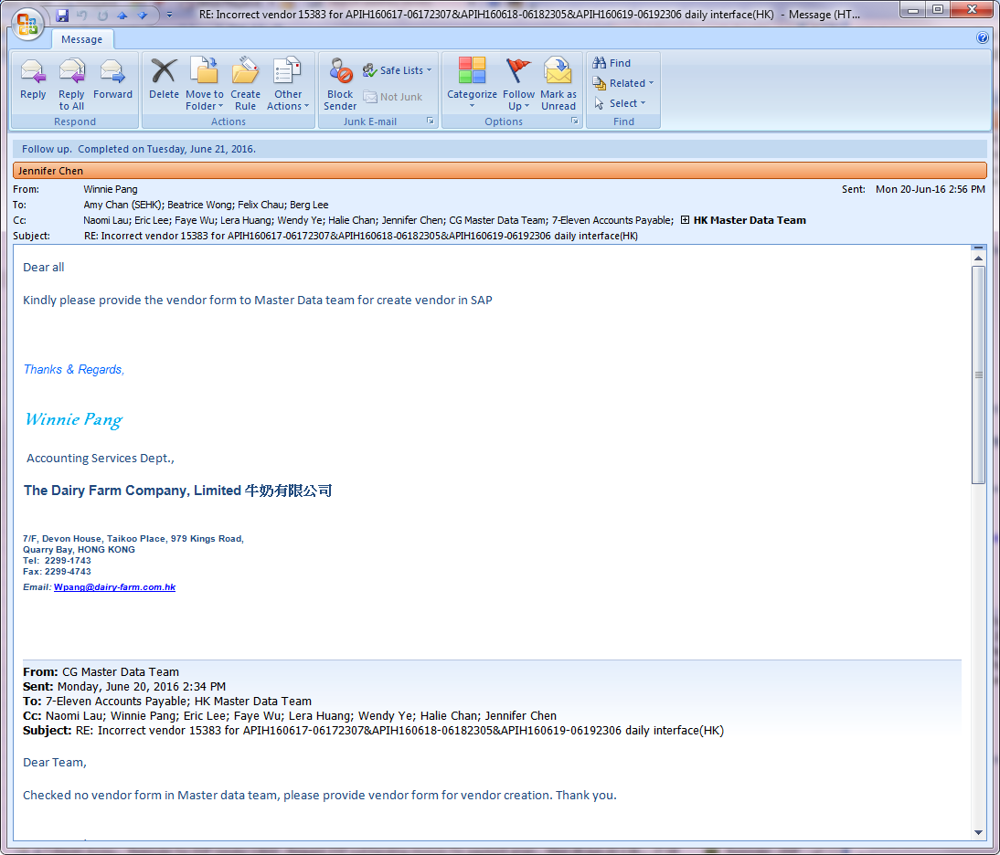 RE: Incorrect vendor 15383 for APIH160617-06172307&APIH160618-06182305&APIH160619-06192306 daily interface(HK) - Message (HT...
Message
Reply
Reply to All
Forward
Delete
Move to Folder
Create Rule
Other Actions
Block Sender
Safe Lists
Not Junk
Categorize
Follow Up
Mark as Unread
Find
Related
Select
Respond
Actions
Junk E-mail
Options
Find
Follow up. Completed on Tuesday, June 21, 2016.
Jennifer Chen
From: Winnie Pang
Sent: Mon 20-Jun-16 2:56 PM
To: Amy Chan (SEHK); Beatrice Wong; Felix Chau; Berg Lee
Cc: Naomi Lau; Eric Lee; Faye Wu; Lera Huang; Wendy Ye; Halie Chan; Jennifer Chen; CG Master Data Team; 7-Eleven Accounts Payable; HK Master Data Team
Subject: RE: Incorrect vendor 15383 for APIH160617-06172307&APIH160618-06182305&APIH160619-06192306 daily interface(HK)
Dear all
Kindly please provide the vendor form to Master Data team for create vendor in SAP
Thanks & Regards,
Winnie Pang
Accounting Services Dept.,
The Dairy Farm Company, Limited 牛奶有限公司
7/F, Devon House, Taikoo Place, 979 Kings Road,
Quarry Bay, HONG KONG
Tel: 2299-1743
Fax: 2299-4743
Email: Wpang@dairy-farm.com.hk
From: CG Master Data Team
Sent: Monday, June 20, 2016 2:34 PM
To: 7-Eleven Accounts Payable; HK Master Data Team
Cc: Naomi Lau; Winnie Pang; Eric Lee; Faye Wu; Lera Huang; Wendy Ye; Halie Chan; Jennifer Chen
Subject: RE: Incorrect vendor 15383 for APIH160617-06172307&APIH160618-06182305&APIH160619-06192306 daily interface(HK)
Dear Team,
Checked no vendor form in Master data team, please provide vendor form for vendor creation. Thank you.